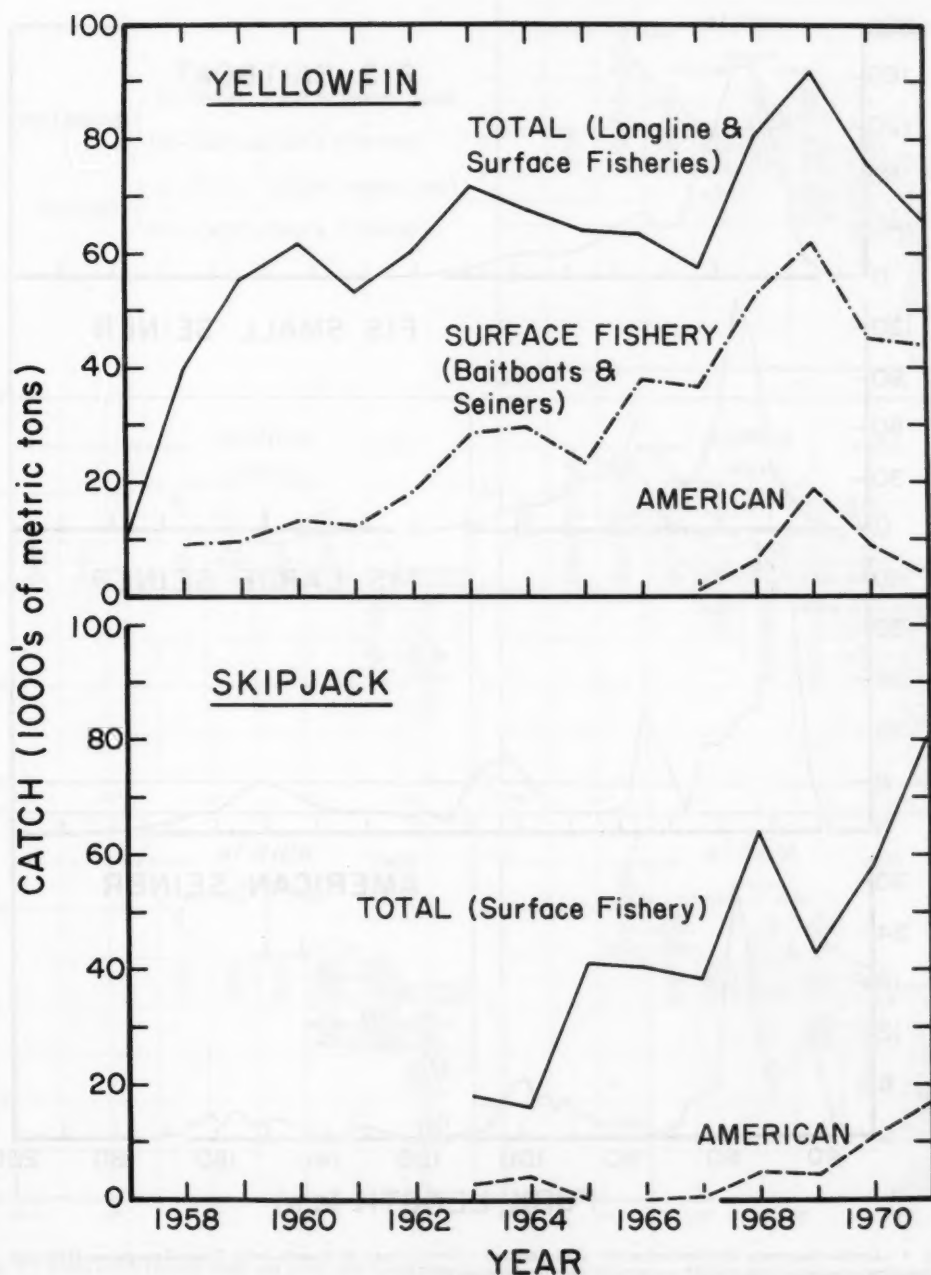 100
80
60
40
20
0
YELLOWFIN
TOTAL (Longline &
Surface Fisheries)
SURFACE FISHERY
(Baitboats &
Seiners)
AMERICAN
100
80
60
40
20
0
SKIPJACK
TOTAL (Surface Fishery)
AMERICAN
CATCH (1000's of metric tons)
1958 1960 1962 1964 1966 1968 1970
YEAR